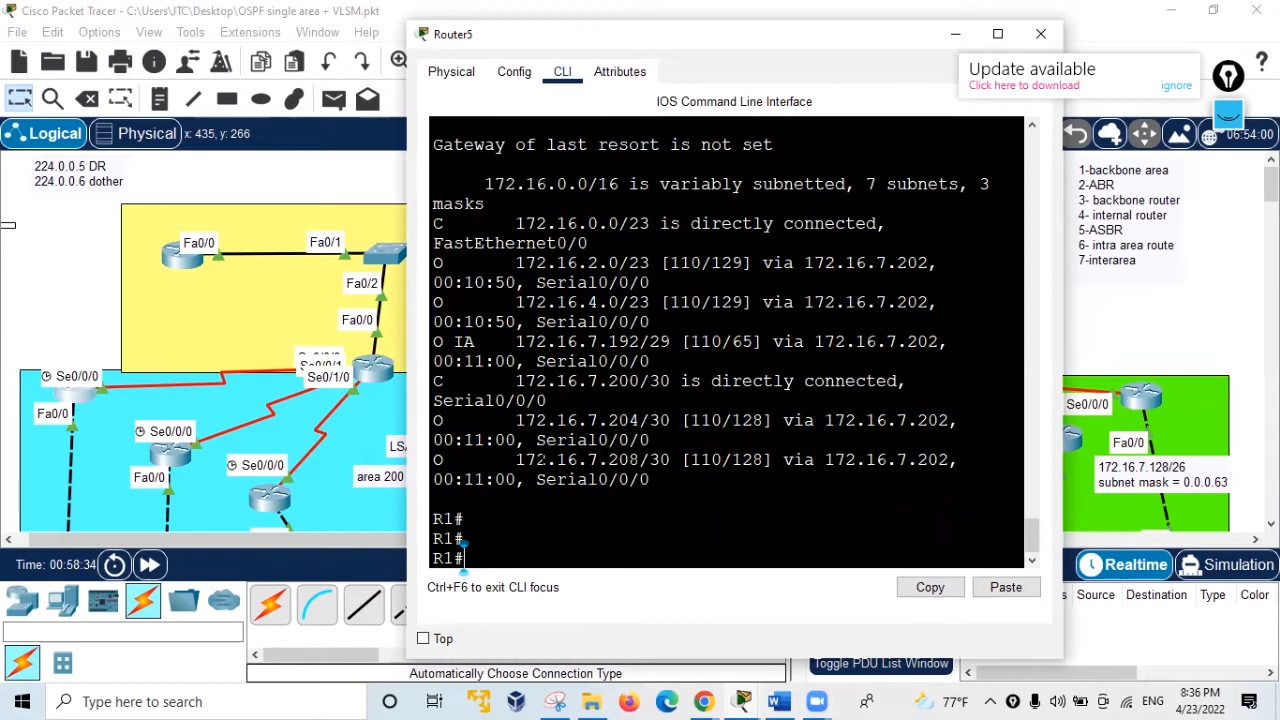 Cisco Packet Tracer - C:\Users\JTC\Desktop\OSPF single area + VLSM.pkt
File Edit Options View Tools Extensions Window Help
Logical
Physical
x: 435, y: 266
06:54:00
224.0.0.5 DR
224.0.0.6 dother
Fa0/0
Fa0/1
Fa0/2
Fa0/0
Se0/0/1
Se0/1/0
Se0/0/0
Fa0/0
Se0/0/0
Fa0/0
Se0/0/0
area 200
Router5
Physical
Config
CLI
Attributes
Update available
Click here to download
ignore
IOS Command Line Interface
Gateway of last resort is not set
172.16.0.0/16 is variably subnetted, 7 subnets, 3
masks
C 172.16.0.0/23 is directly connected,
FastEthernet0/0
O 172.16.2.0/23 [110/129] via 172.16.7.202,
00:10:50, Serial0/0/0
O 172.16.4.0/23 [110/129] via 172.16.7.202,
00:10:50, Serial0/0/0
O IA 172.16.7.192/29 [110/65] via 172.16.7.202,
00:11:00, Serial0/0/0
C 172.16.7.200/30 is directly connected,
Serial0/0/0
O 172.16.7.204/30 [110/128] via 172.16.7.202,
00:11:00, Serial0/0/0
O 172.16.7.208/30 [110/128] via 172.16.7.202,
00:11:00, Serial0/0/0
R1#
R1#
R1#
Ctrl+F6 to exit CLI focus
Copy
Paste
Top
1-backbone area
2-ABR
3- backbone router
4- internal router
5-ASBR
6- intra area route
7-interarea
Se0/0/0
Fa0/0
172.16.7.128/26
subnet mask = 0.0.0.63
Time: 00:58:34
Realtime
Simulation
Source Destination Type Color
Automatically Choose Connection Type
Toggle PDU List Window
Type here to search
77°F
ENG
8:36 PM
4/23/2022